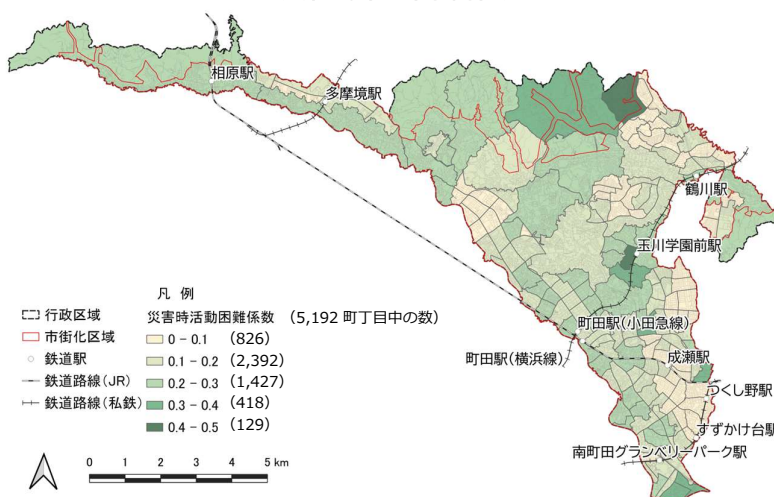 相原駅
多摩境駅
鶴川駅
玉川学園前駅
町田駅(小田急線)
町田駅(横浜線)
成瀬駅
つくし野駅
すずかけ台駅
南町田グランベリーパーク駅
凡 例
行政区域
市街化区域
鉄道駅
鉄道路線(JR)
鉄道路線(私鉄)
災害時活動困難係数 (5,192 町丁目中の数)
0 - 0.1 (826)
0.1 - 0.2 (2,392)
0.2 - 0.3 (1,427)
0.3 - 0.4 (418)
0.4 - 0.5 (129)
0 1 2 3 4 5 km